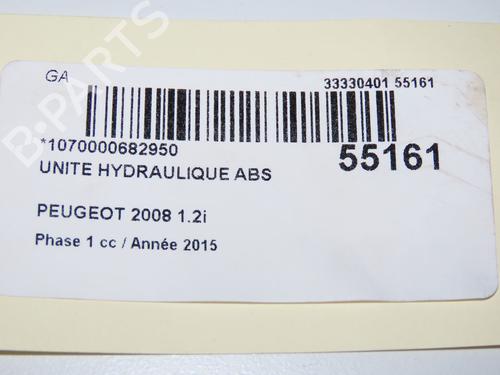 GA
33330401 55161
*1070000682950
55161
UNITE HYDRAULIQUE ABS
PEUGEOT 2008 1.2i
Phase 1 cc / Année 2015
B-PARTS